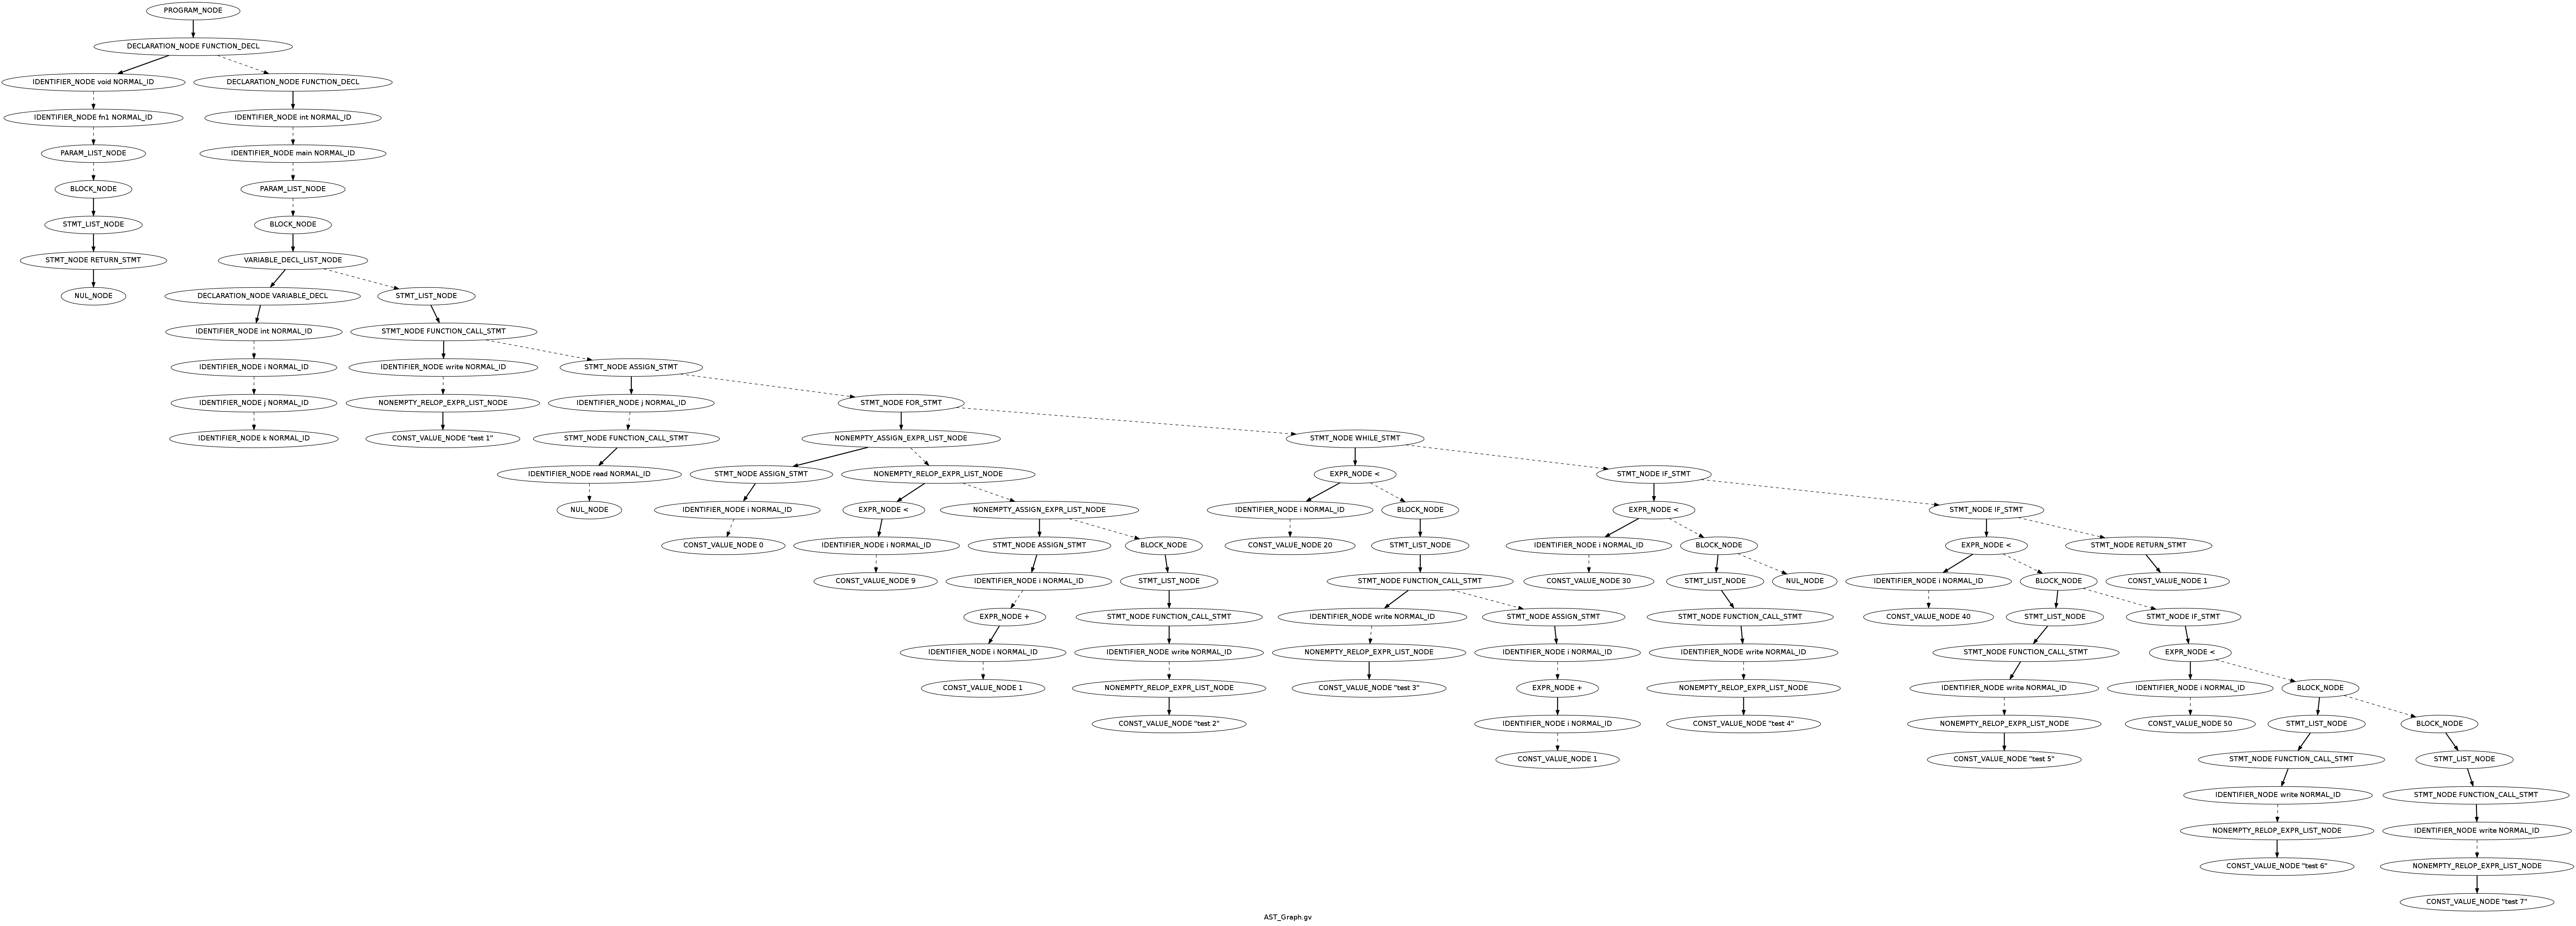 PROGRAM_NODE
DECLARATION_NODE FUNCTION_DECL
IDENTIFIER_NODE void NORMAL_ID
DECLARATION_NODE FUNCTION_DECL
IDENTIFIER_NODE fn1 NORMAL_ID
IDENTIFIER_NODE int NORMAL_ID
PARAM_LIST_NODE
IDENTIFIER_NODE main NORMAL_ID
BLOCK_NODE
PARAM_LIST_NODE
STMT_LIST_NODE
BLOCK_NODE
STMT_NODE RETURN_STMT
VARIABLE_DECL_LIST_NODE
NUL_NODE
DECLARATION_NODE VARIABLE_DECL
STMT_LIST_NODE
IDENTIFIER_NODE int NORMAL_ID
STMT_NODE FUNCTION_CALL_STMT
IDENTIFIER_NODE i NORMAL_ID
IDENTIFIER_NODE write NORMAL_ID
STMT_NODE ASSIGN_STMT
IDENTIFIER_NODE j NORMAL_ID
NONEMPTY_RELOP_EXPR_LIST_NODE
IDENTIFIER_NODE j NORMAL_ID
STMT_NODE FOR_STMT
IDENTIFIER_NODE k NORMAL_ID
CONST_VALUE_NODE "test 1"
STMT_NODE FUNCTION_CALL_STMT
NONEMPTY_ASSIGN_EXPR_LIST_NODE
STMT_NODE WHILE_STMT
IDENTIFIER_NODE read NORMAL_ID
STMT_NODE ASSIGN_STMT
NONEMPTY_RELOP_EXPR_LIST_NODE
EXPR_NODE <
STMT_NODE IF_STMT
NUL_NODE
IDENTIFIER_NODE i NORMAL_ID
EXPR_NODE <
NONEMPTY_ASSIGN_EXPR_LIST_NODE
IDENTIFIER_NODE i NORMAL_ID
BLOCK_NODE
EXPR_NODE <
STMT_NODE IF_STMT
CONST_VALUE_NODE 0
IDENTIFIER_NODE i NORMAL_ID
STMT_NODE ASSIGN_STMT
BLOCK_NODE
CONST_VALUE_NODE 20
STMT_LIST_NODE
IDENTIFIER_NODE i NORMAL_ID
BLOCK_NODE
EXPR_NODE <
STMT_NODE RETURN_STMT
CONST_VALUE_NODE 9
IDENTIFIER_NODE i NORMAL_ID
STMT_LIST_NODE
STMT_NODE FUNCTION_CALL_STMT
CONST_VALUE_NODE 30
STMT_LIST_NODE
NUL_NODE
IDENTIFIER_NODE i NORMAL_ID
BLOCK_NODE
CONST_VALUE_NODE 1
EXPR_NODE +
STMT_NODE FUNCTION_CALL_STMT
IDENTIFIER_NODE write NORMAL_ID
STMT_NODE ASSIGN_STMT
STMT_NODE FUNCTION_CALL_STMT
CONST_VALUE_NODE 40
STMT_LIST_NODE
STMT_NODE IF_STMT
IDENTIFIER_NODE i NORMAL_ID
IDENTIFIER_NODE write NORMAL_ID
NONEMPTY_RELOP_EXPR_LIST_NODE
IDENTIFIER_NODE i NORMAL_ID
IDENTIFIER_NODE write NORMAL_ID
STMT_NODE FUNCTION_CALL_STMT
EXPR_NODE <
CONST_VALUE_NODE 1
NONEMPTY_RELOP_EXPR_LIST_NODE
CONST_VALUE_NODE "test 3"
EXPR_NODE +
NONEMPTY_RELOP_EXPR_LIST_NODE
IDENTIFIER_NODE write NORMAL_ID
IDENTIFIER_NODE i NORMAL_ID
BLOCK_NODE
CONST_VALUE_NODE "test 2"
IDENTIFIER_NODE i NORMAL_ID
CONST_VALUE_NODE "test 4"
NONEMPTY_RELOP_EXPR_LIST_NODE
CONST_VALUE_NODE 50
STMT_LIST_NODE
BLOCK_NODE
CONST_VALUE_NODE 1
CONST_VALUE_NODE "test 5"
STMT_NODE FUNCTION_CALL_STMT
STMT_LIST_NODE
IDENTIFIER_NODE write NORMAL_ID
STMT_NODE FUNCTION_CALL_STMT
NONEMPTY_RELOP_EXPR_LIST_NODE
IDENTIFIER_NODE write NORMAL_ID
CONST_VALUE_NODE "test 6"
NONEMPTY_RELOP_EXPR_LIST_NODE
CONST_VALUE_NODE "test 7"
AST_Graph.gv